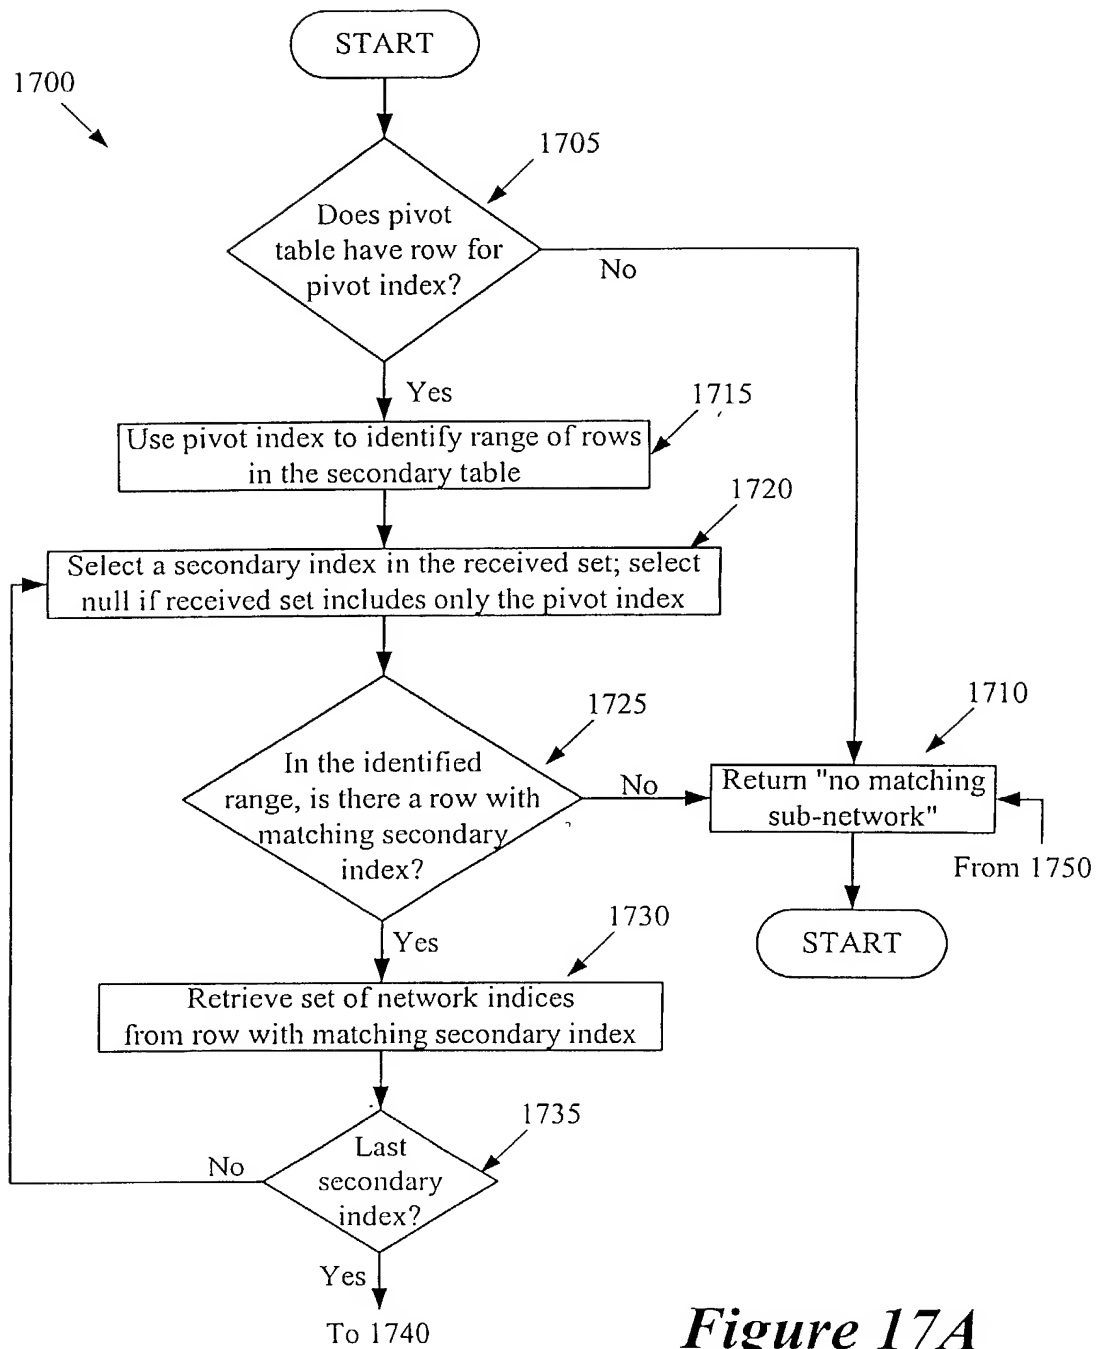 START
1700
1705
Does pivot
table have row for
pivot index?
No
Yes
1715
Use pivot index to identify range of rows
in the secondary table
1720
Select a secondary index in the received set; select
null if received set includes only the pivot index
1725
In the identified
range, is there a row with
matching secondary
index?
No
1710
Return "no matching
sub-network"
From 1750
START
Yes
1730
Retrieve set of network indices
from row with matching secondary index
1735
Last
secondary
index?
No
Yes
To 1740
Figure 17A